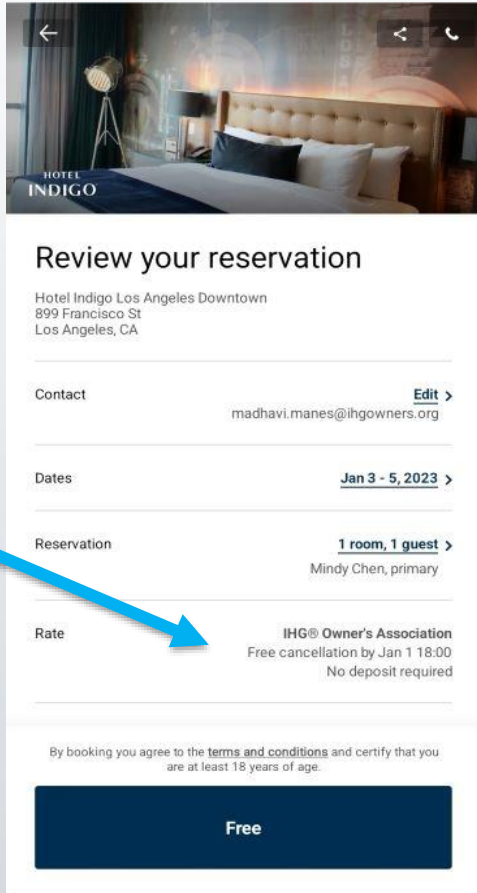 HOTEL
INDIGO
Review your reservation
Hotel Indigo Los Angeles Downtown
899 Francisco St
Los Angeles, CA
Contact
Edit >
madhavi.manes@ihgowners.org
Dates
Jan 3 - 5, 2023 >
Reservation
1 room, 1 guest >
Mindy Chen, primary
Rate
IHG® Owner's Association
Free cancellation by Jan 1 18:00
No deposit required
By booking you agree to the terms and conditions and certify that you
are at least 18 years of age.
Free